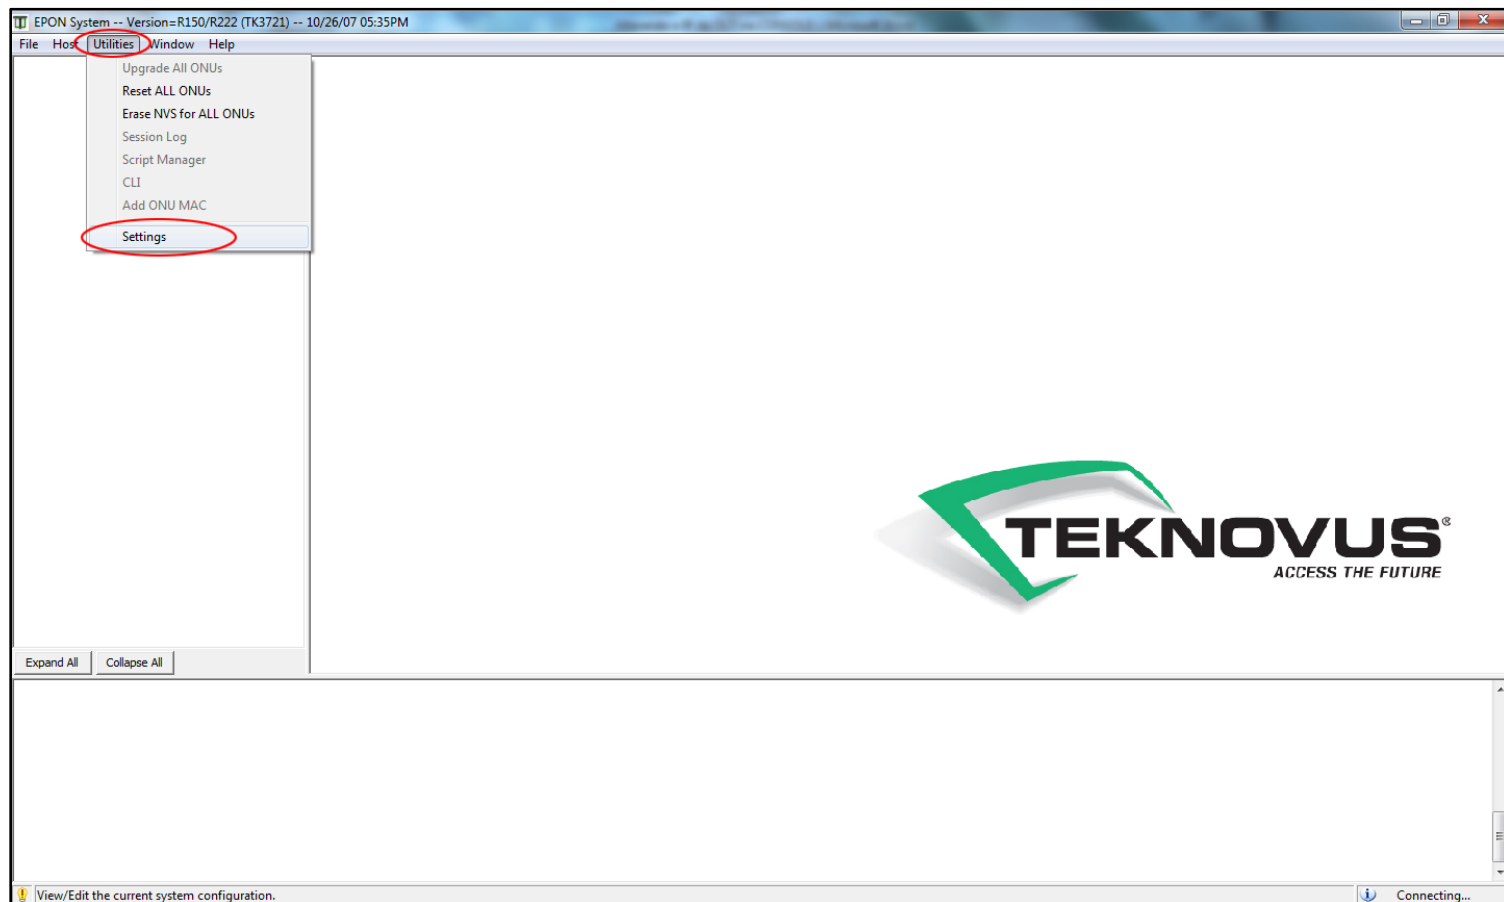 EPON System -- Version=R150/R222 (TK3721) -- 10/26/07 05:35PM
File Host Utilities Window Help
Upgrade All ONUs
Reset ALL ONUs
Erase NVS for ALL ONUs
Session Log
Script Manager
CLI
Add ONU MAC
Settings
TEKNOVUS®
ACCESS THE FUTURE
Expand All Collapse All
View/Edit the current system configuration. Connecting...